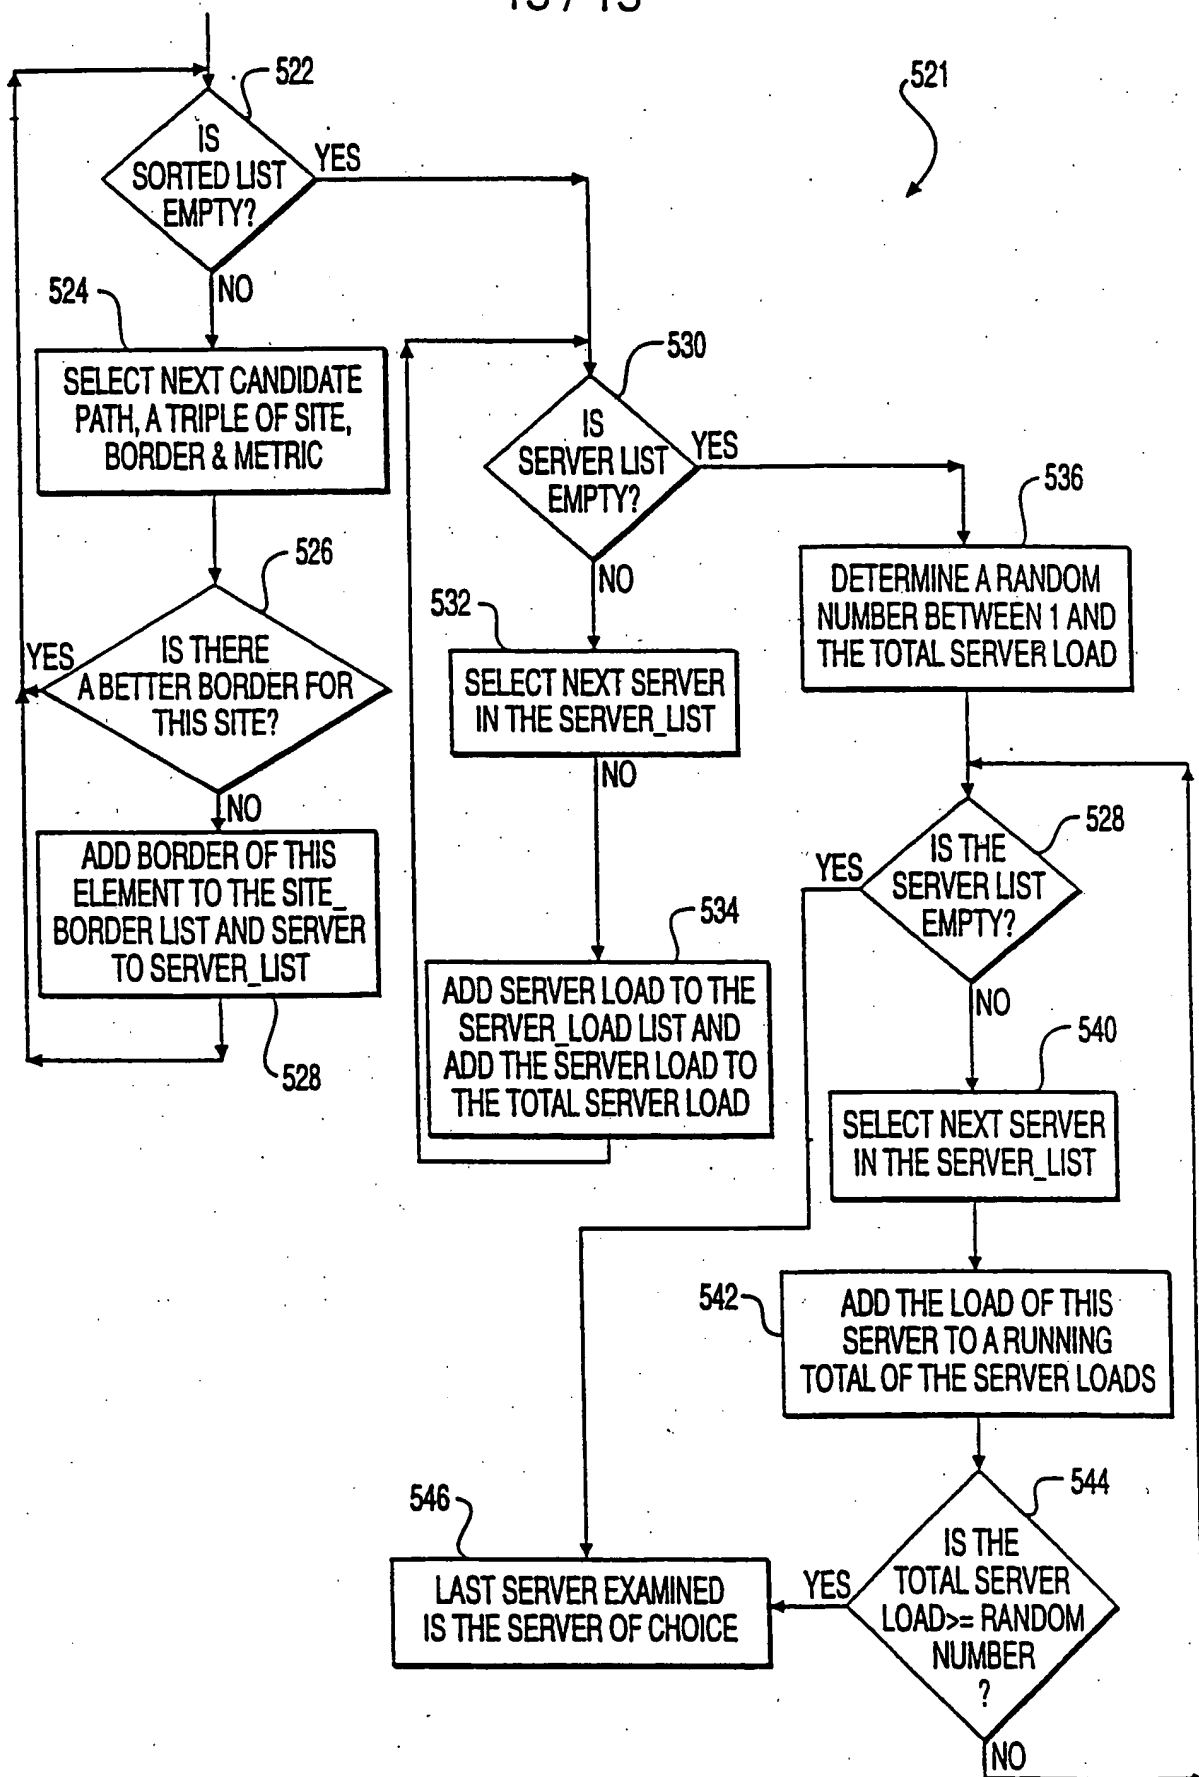 13 / 13
522
521
IS
SORTED LIST
EMPTY?
YES
NO
524
SELECT NEXT CANDIDATE
PATH, A TRIPLE OF SITE,
BORDER & METRIC
526
IS THERE
A BETTER BORDER FOR
THIS SITE?
YES
NO
ADD BORDER OF THIS
ELEMENT TO THE SITE_
BORDER LIST AND SERVER
TO SERVER_LIST
528
530
IS
SERVER LIST
EMPTY?
YES
NO
532
SELECT NEXT SERVER
IN THE SERVER_LIST
NO
534
ADD SERVER LOAD TO THE
SERVER_LOAD LIST AND
ADD THE SERVER LOAD TO
THE TOTAL SERVER LOAD
536
DETERMINE A RANDOM
NUMBER BETWEEN 1 AND
THE TOTAL SERVER LOAD
528
IS THE
SERVER LIST
EMPTY?
YES
NO
540
SELECT NEXT SERVER
IN THE SERVER_LIST
542
ADD THE LOAD OF THIS
SERVER TO A RUNNING
TOTAL OF THE SERVER LOADS
544
IS THE
TOTAL SERVER
LOAD>= RANDOM
NUMBER
?
YES
NO
546
LAST SERVER EXAMINED
IS THE SERVER OF CHOICE